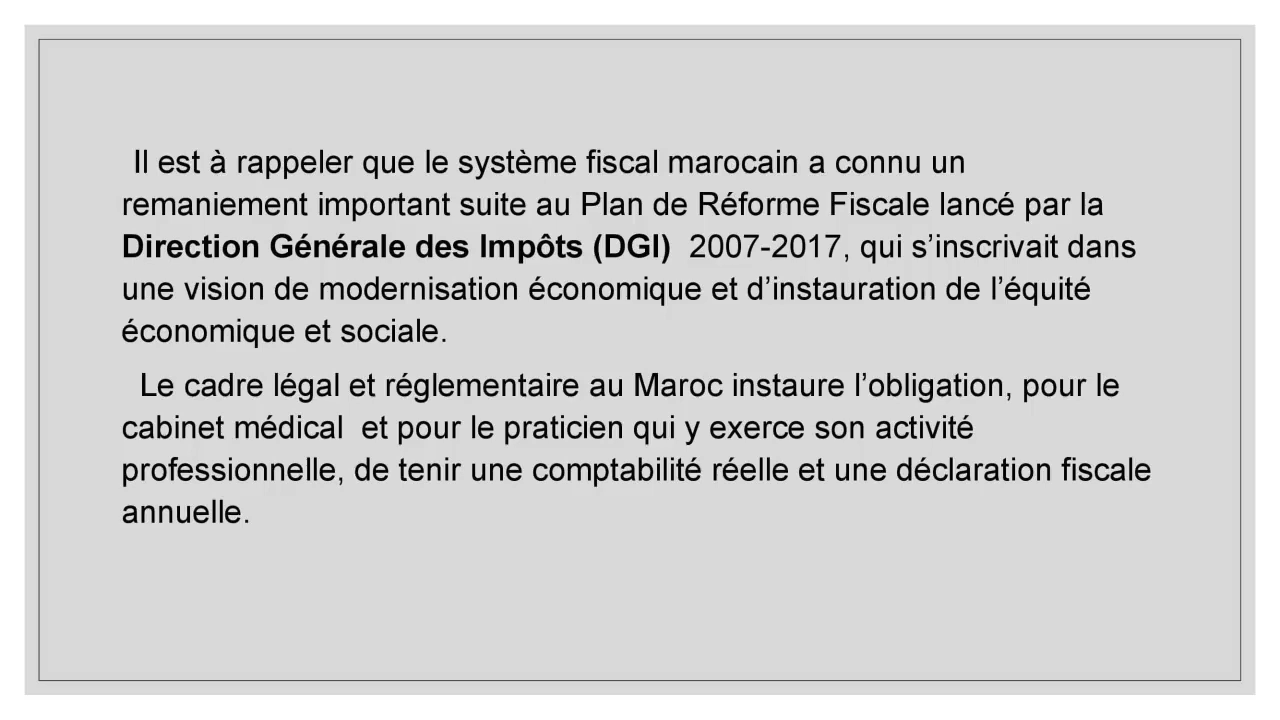 Il est à rappeler que le système fiscal marocain a connu un
remaniement important suite au Plan de Réforme Fiscale lancé par la
Direction Générale des Impôts (DGI)  2007-2017, qui s’inscrivait dans
une vision de modernisation économique et d’instauration de l’équité
économique et sociale.
Le cadre légal et réglementaire au Maroc instaure l’obligation, pour le
cabinet médical  et pour le praticien qui y exerce son activité
professionnelle, de tenir une comptabilité réelle et une déclaration fiscale
annuelle.